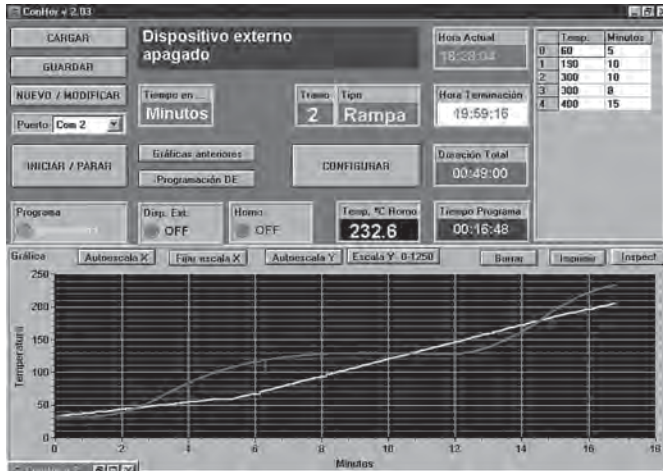 ConHor v 2.03
CARGAR
GUARDAR
NUEVO / MODIFICAR
Puerto Com 2
INICIAR / PARAR
Dispositivo externo
apagado
Tiempo en ...
Minutos
Tramo Tipo
2 Rampa
Gráficas anteriores
Programación DE
CONFIGURAR
Hora Actual
18:28:04
Hora Terminación
19:59:16
Duración Total
00:49:00
Programa
Disp. Ext.
OFF
Horno
OFF
Temp. ºC Horno
232.6
Tiempo Programa
00:16:48
Temp. Minutos
0 60 5
1 150 10
2 300 10
3 300 8
4 400 15
Gráfica
Autoescala X
Fijar escala X
Autoescala Y
Escala Y 0-1250
Borrar
Imprimir
Inspect
Temperatura
250
200
150
100
50
0
0 2 4 6 8 10 12 14 16 18
Minutos